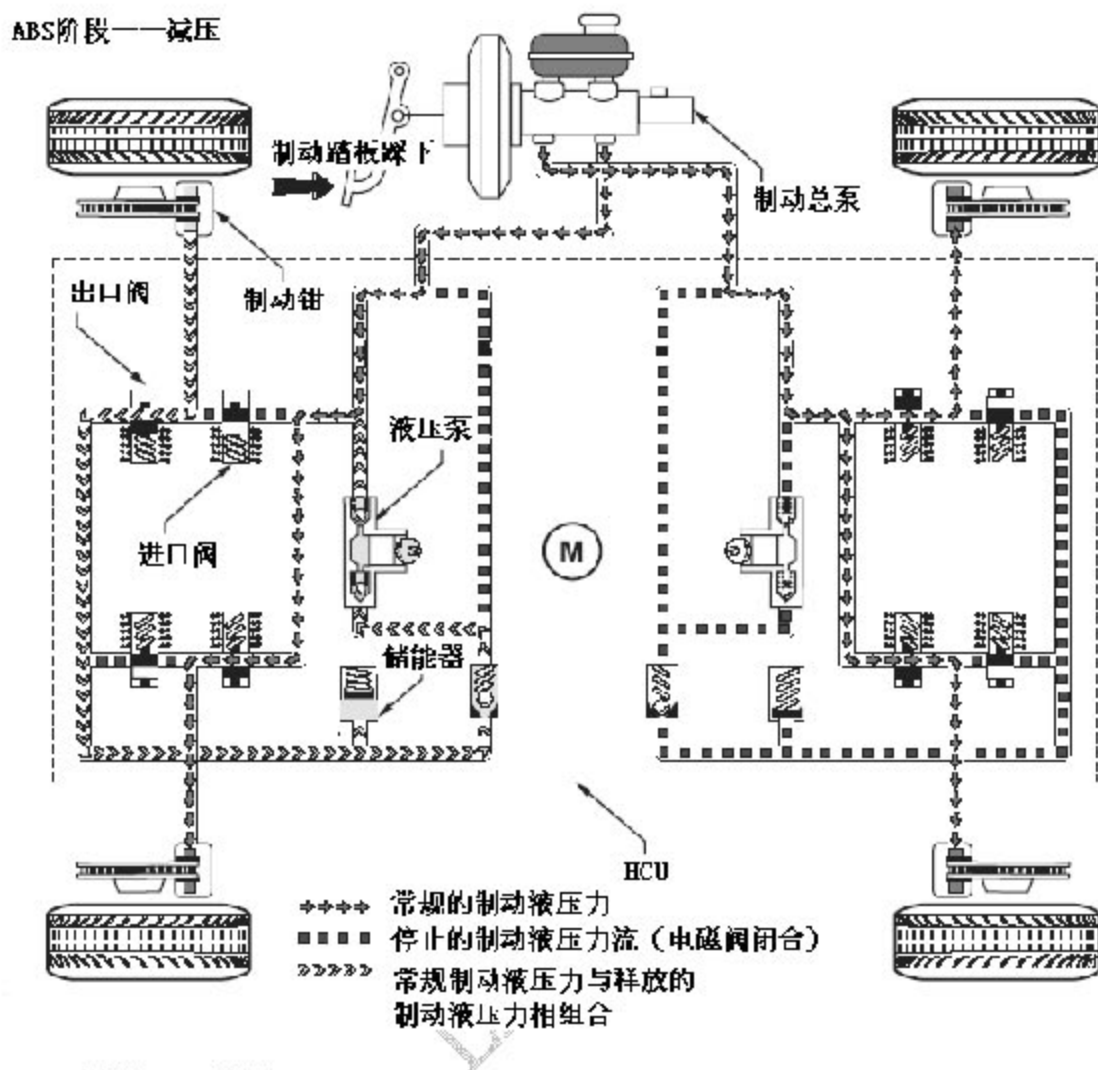 ABS阶段——减压
制动踏板踩下
制动总泵
出口阀
制动钳
液压泵
进口阀
M
储能器
HCU
常规的制动液压力
停止的制动液压力流（电磁阀闭合）
常规制动液压力与释放的
制动液压力相组合